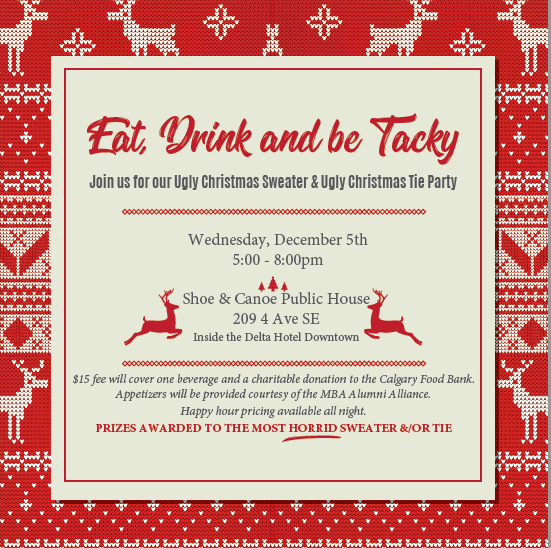 Eat, Drink and be Tacky
Join us for our Ugly Christmas Sweater & Ugly Christmas Tie Party
Wednesday, December 5th
5:00 - 8:00pm
Shoe & Canoe Public House
209 4 Ave SE
Inside the Delta Hotel Downtown
$15 fee will cover one beverage and a charitable donation to the Calgary Food Bank.
Appetizers will be provided courtesy of the MBA Alumni Alliance.
Happy hour pricing available all night.
PRIZES AWARDED TO THE MOST HORRID SWEATER &/OR TIE